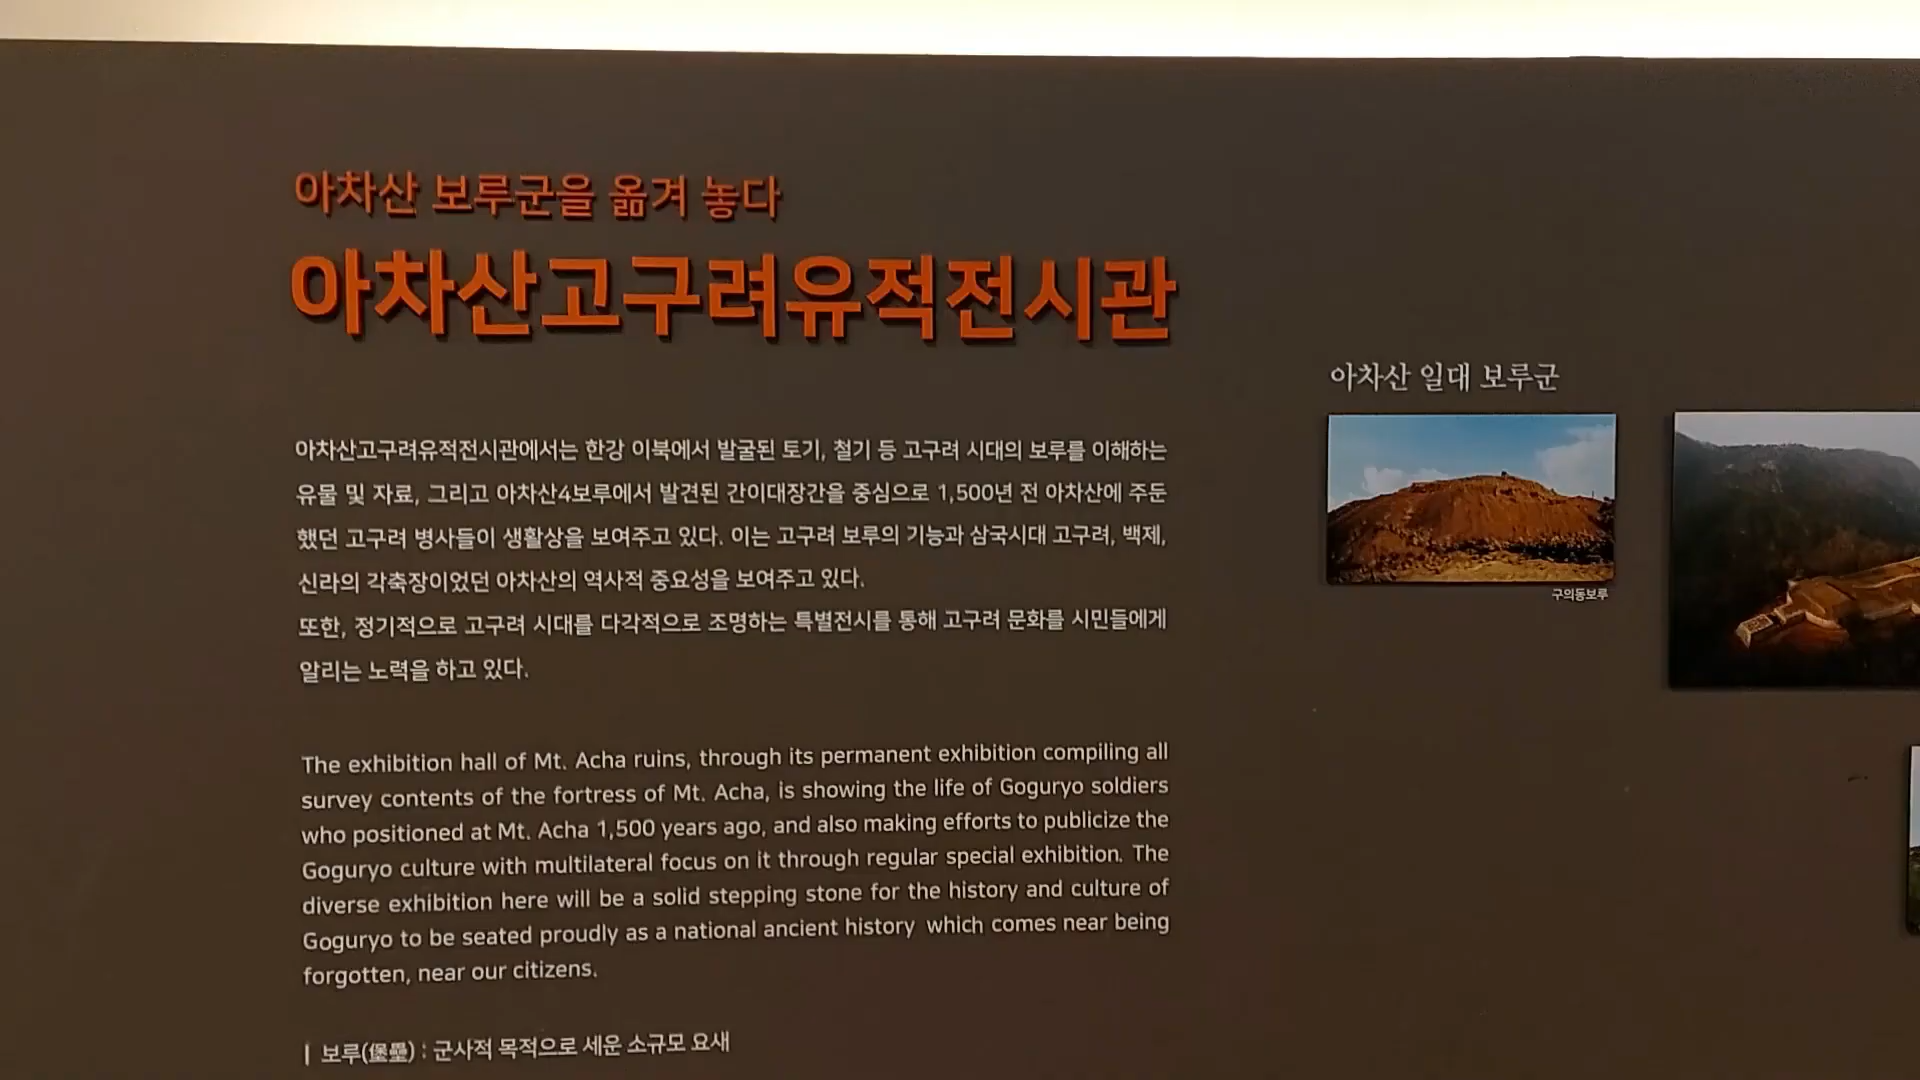 아차산 보루군을 옮겨 놓다
아차산고구려유적전시관
아차산고구려유적전시관에서는 한강 이북에서 발굴된 토기, 철기 등 고구려 시대의 보루를 이해하는
유물 및 자료, 그리고 아차산4보루에서 발견된 간이대장간을 중심으로 1,500년 전 아차산에 주둔
했던 고구려 병사들이 생활상을 보여주고 있다. 이는 고구려 보루의 기능과 삼국시대 고구려, 백제,
신라의 각축장이었던 아차산의 역사적 중요성을 보여주고 있다.
또한, 정기적으로 고구려 시대를 다각적으로 조명하는 특별전시를 통해 고구려 문화를 시민들에게
알리는 노력을 하고 있다.
The exhibition hall of Mt. Acha ruins, through its permanent exhibition compiling all
survey contents of the fortress of Mt. Acha, is showing the life of Goguryo soldiers
who positioned at Mt. Acha 1,500 years ago, and also making efforts to publicize the
Goguryo culture with multilateral focus on it through regular special exhibition. The
diverse exhibition here will be a solid stepping stone for the history and culture of
Goguryo to be seated proudly as a national ancient history which comes near being
forgotten, near our citizens.
| 보루(堡壘) : 군사적 목적으로 세운 소규모 요새
아차산 일대 보루군
구의동보루